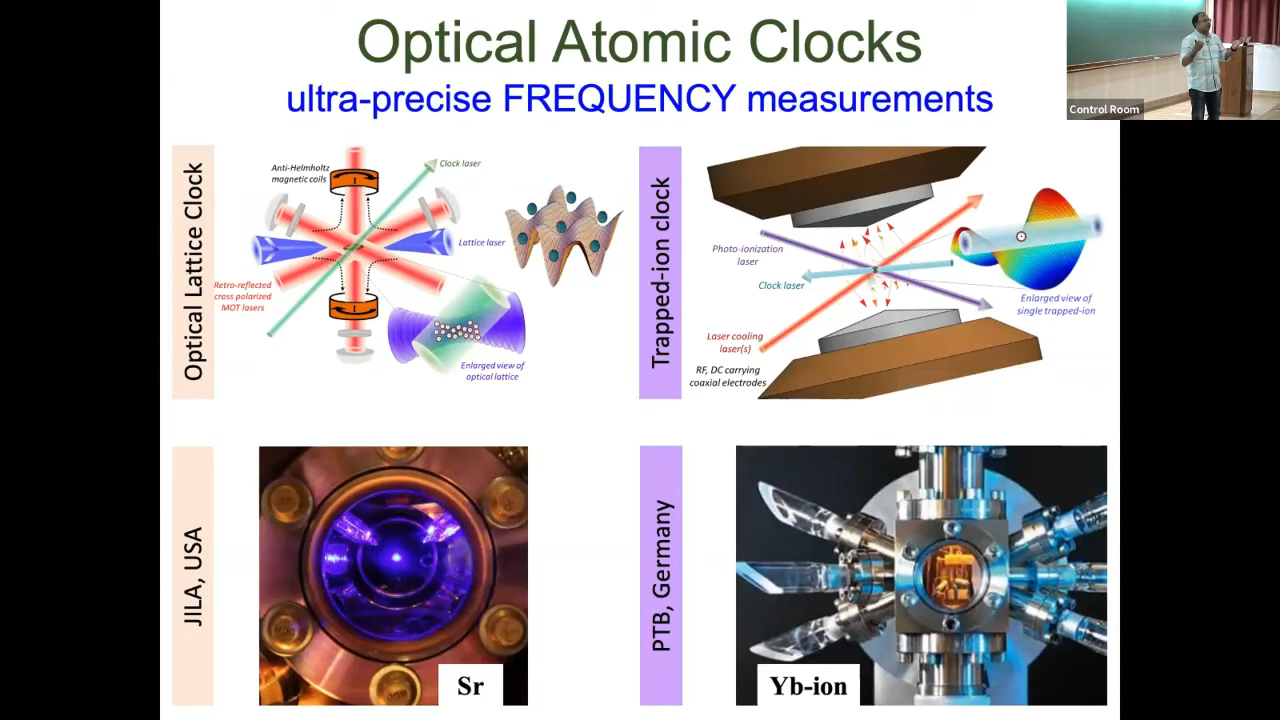 Optical Atomic Clocks
ultra-precise FREQUENCY measurements
Control Room
Optical Lattice Clock
Anti-Helmholtz
magnetic coils
Clock laser
Lattice laser
Retro-reflected
cross polarized
MOT lasers
Enlarged view of
optical lattice
Trapped-ion clock
Photo-ionization
laser
Clock laser
Laser cooling
laser(s)
RF, DC carrying
coaxial electrodes
Enlarged view of
single trapped-ion
JILA, USA
Sr
PTB, Germany
Yb-ion